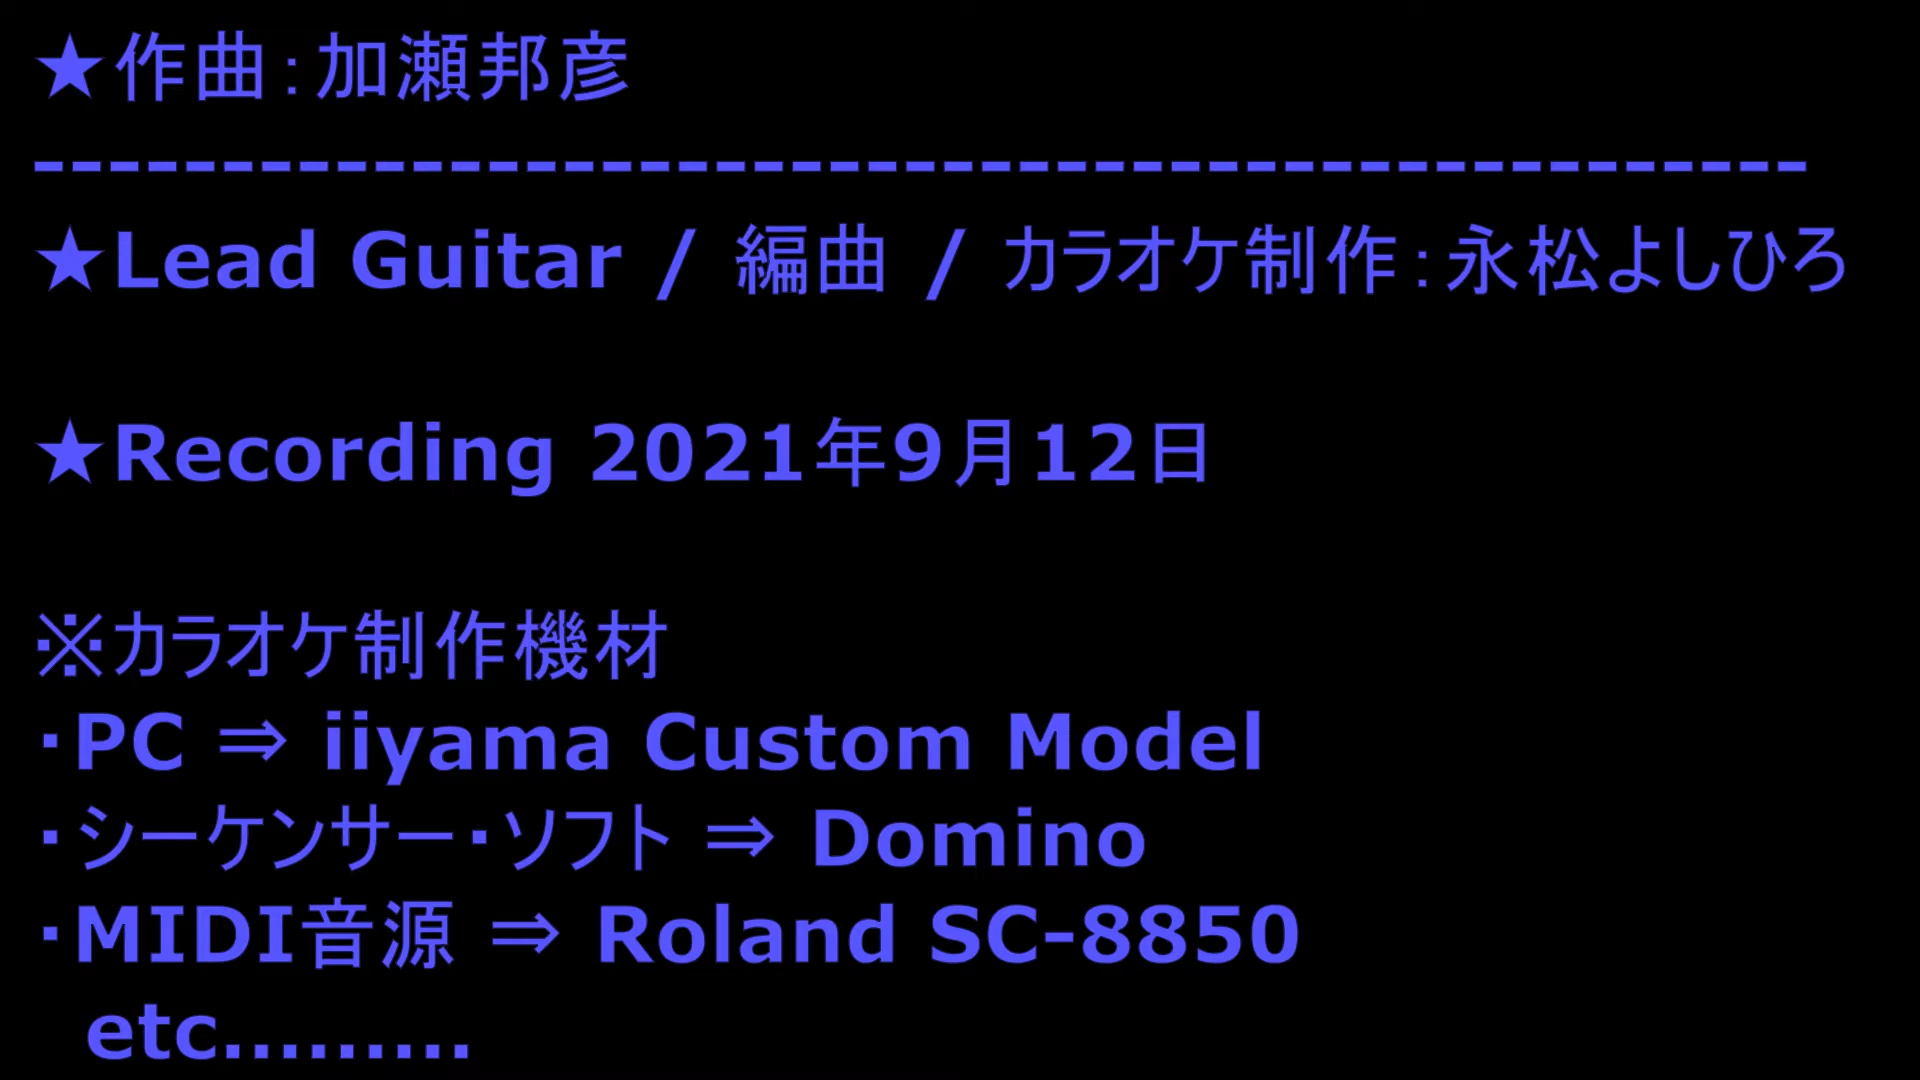 ★作曲：加瀬邦彦
-----------------------------------------------
★Lead Guitar / 編曲 / カラオケ制作：永松よしひろ
★Recording 2021年9月12日
※カラオケ制作機材
・PC ⇒ iiyama Custom Model
・シーケンサー・ソフト ⇒ Domino
・MIDI音源 ⇒ Roland SC-8850
etc.........